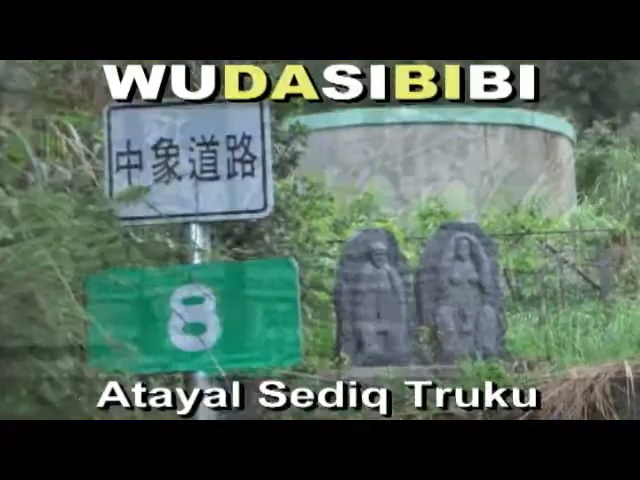 WUDASIBIBI
中象道路
8
Atayal Sediq Truku